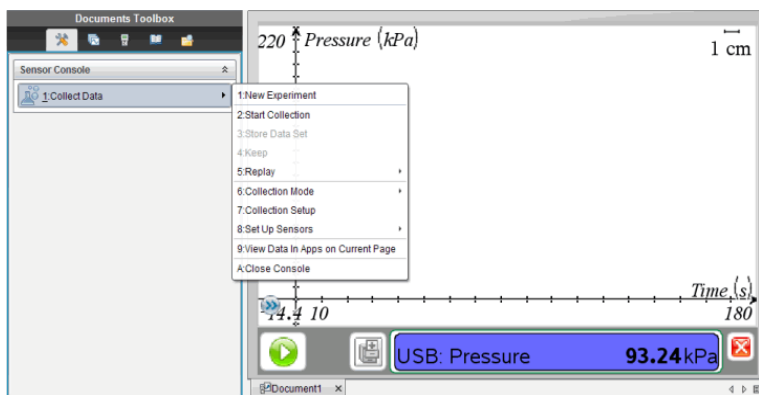 Documents Toolbox
Sensor Console
1:Collect Data
1:New Experiment
2:Start Collection
3:Store Data Set
4:Keep
5:Replay
6:Collection Mode
7:Collection Setup
8:Set Up Sensors
9:View Data In Apps on Current Page
A:Close Console
220 Pressure (kPa)
1 cm
Time (s)
-14.4 10 180
USB: Pressure 93.24kPa
Document1